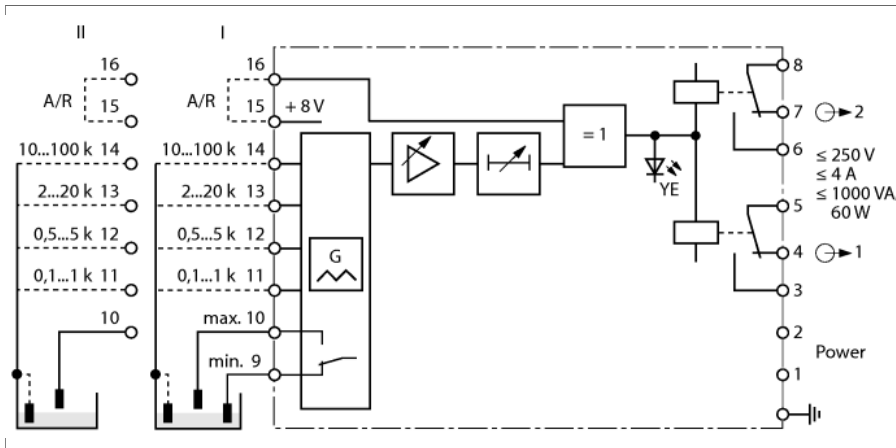 II
I
16
16
8
A/R
15
A/R
15
+ 8 V
7
2
10...100 k 14
10...100 k 14
= 1
6
≤ 250 V
≤ 4 A
≤ 1000 VA,
60 W
YE
2...20 k 13
2...20 k 13
5
0,5...5 k 12
0,5...5 k 12
G
4
1
0,1...1 k 11
0,1...1 k 11
3
10
max. 10
2
Power
min. 9
1